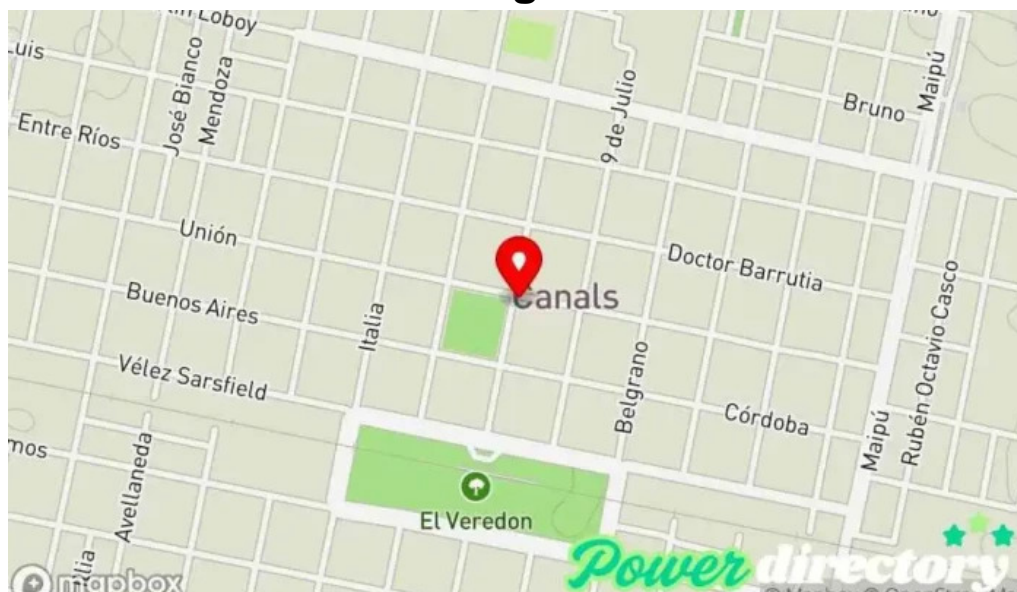 Loboy
José Bianco
Mendoza
9 de Julio
Bruno
Maipú
Entre Ríos
Unión
Doctor Barrutia
Buenos Aires
Italia
Canals
Rubén Octavio Casco
Vélez Sarsfield
Belgrano
Córdoba
Maipú
Avellaneda
El Veredon
mapbox
Power directory